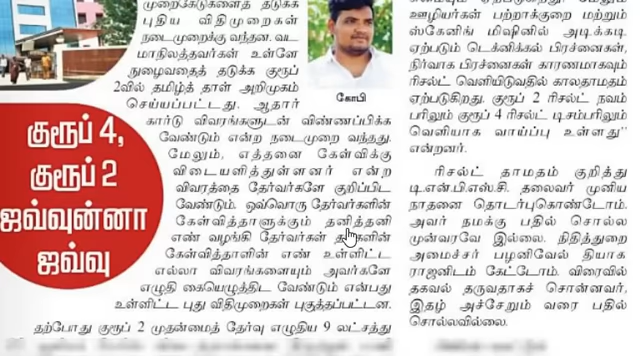 முறைகேடுகளைத் தடுக்க
புதிய விதிமுறைகள்
நடைமுறைக்கு வந்தன. வட
மாநிலத்தவர்கள் உள்ளே
நுழைவதைத் தடுக்க குரூப்
2வில் தமிழ்த் தாள் அறிமுகம்
செய்யப்பட்டது. ஆதார்
கார்டு விவரங்களுடன் விண்ணப்பிக்க
வேண்டும் என்ற நடைமுறை வந்தது.
மேலும், எத்தனை கேள்விக்கு
விடையளித்துள்ளனர் என்ற
விவரத்தை தேர்வர்களே குறிப்பிட
வேண்டும். ஒவ்வொரு தேர்வர்களின்
கேள்வித்தாளுக்கும் தனித்தனி
எண் வழங்கி தேர்வர்கள்
கேள்வித்தாளின் எண் உள்ளிட்ட
எல்லா விவரங்களையும் அவர்களே
எழுதி கையெழுத்திட வேண்டும் என்பது
உள்ளிட்ட புது விதிமுறைகள் புகுத்தப்பட்டன.
தற்போது குரூப் 2 முதன்மைத் தேர்வு எழுதிய 9 லட்சத்து
கோபி
குரூப் 4,
குரூப் 2
ஜவ்வுன்னா
ஜவ்வு
ஊழியர்கள் பற்றாக்குறை மற்றும்
ஸ்கேனிங் மிஷினில் அடிக்கடி
ஏற்படும் டெக்னிக்கல் பிரச்னைகள்,
நிர்வாக பிரச்னைகள் காரணமாகவும்
ரிசல்ட் வெளியிடுவதில் காலதாமதம்
ஏற்படுகிறது. குரூப் 2 ரிசல்ட் நவம்
பரிலும் குரூப் 4 ரிசல்ட் டிசம்பரிலும்
வெளியாக வாய்ப்பு உள்ளது”
என்றனர்.
ரிசல்ட் தாமதம் குறித்து
டி.என்.பி.எஸ்.சி. தலைவர் முனிய
நாதனை தொடர்புகொண்டோம்.
அவர் நமக்கு பதில் சொல்ல
முன்வரவே இல்லை. நிதித்துறை
அமைச்சர் பழனிவேல் தியாக
ராஜனிடம் கேட்டோம். விரைவில்
தகவல் தருவதாகச் சொன்னவர்,
இதழ் அச்சேறும் வரை பதில்
சொல்லவில்லை.